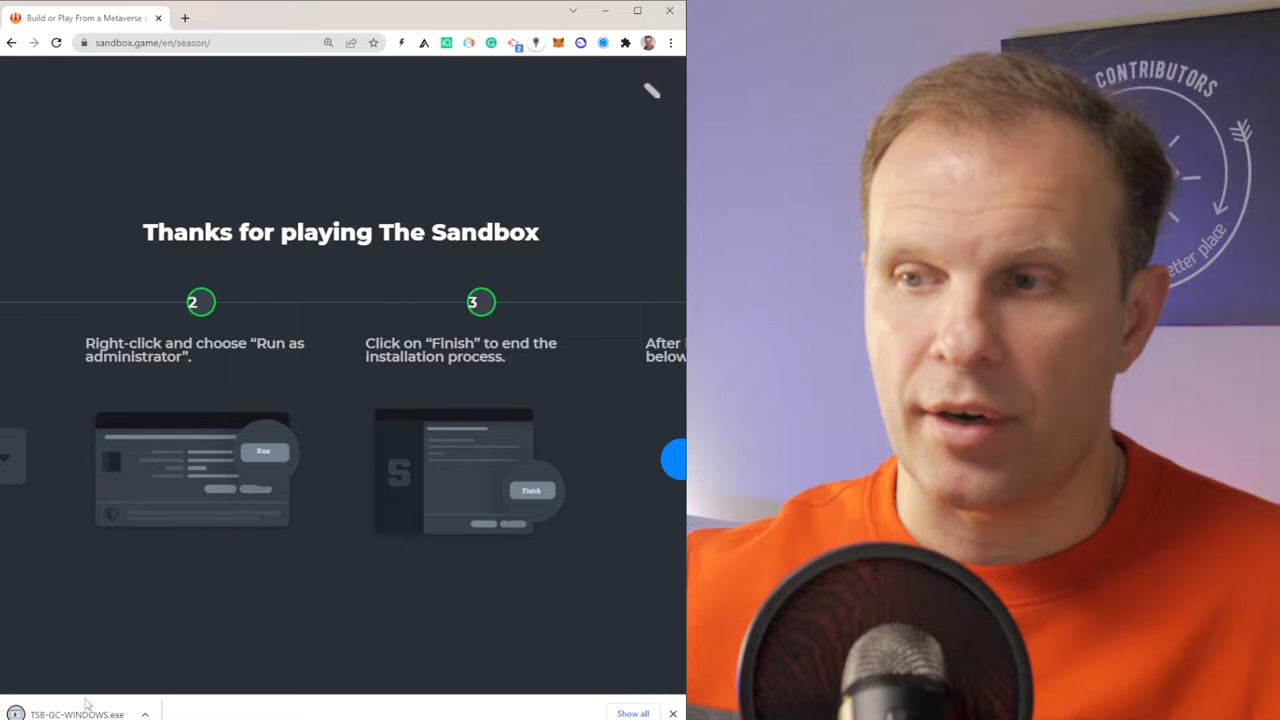 Build or Play From a Metaverse
sandbox.game/en/season/
2
Thanks for playing The Sandbox
2
3
Right-click and choose “Run as
administrator”.
Click on “Finish” to end the
installation process.
After
below
Run
S
Finish
TSB-GC-WINDOWS.exe
Show all
CONTRIBUTORS
etter place